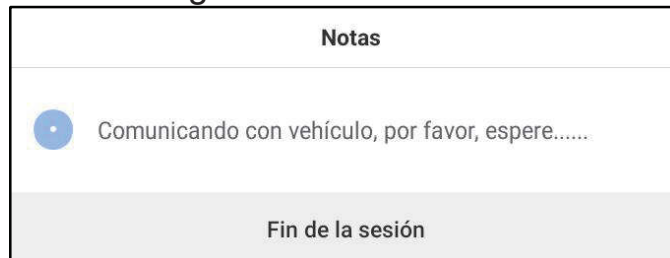 Notas
Comunicando con vehículo, por favor, espere......
Fin de la sesión